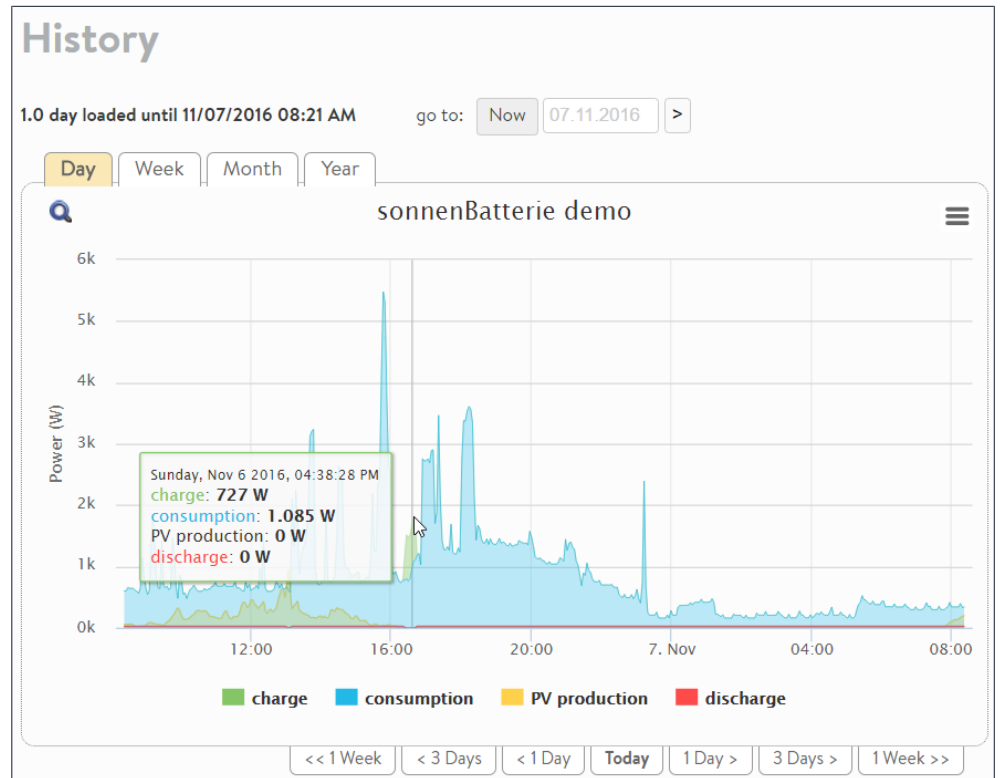 History
1.0 day loaded until 11/07/2016 08:21 AM go to: Now 07.11.2016 >
Day Week Month Year
sonnenBatterie demo
Power (W)
6k
5k
4k
3k
2k
1k
0k
Sunday, Nov 6 2016, 04:38:28 PM
charge: 727 W
consumption: 1.085 W
PV production: 0 W
discharge: 0 W
12:00 16:00 20:00 7. Nov 04:00 08:00
charge consumption PV production discharge
<< 1 Week < 3 Days < 1 Day Today 1 Day > 3 Days > 1 Week >>